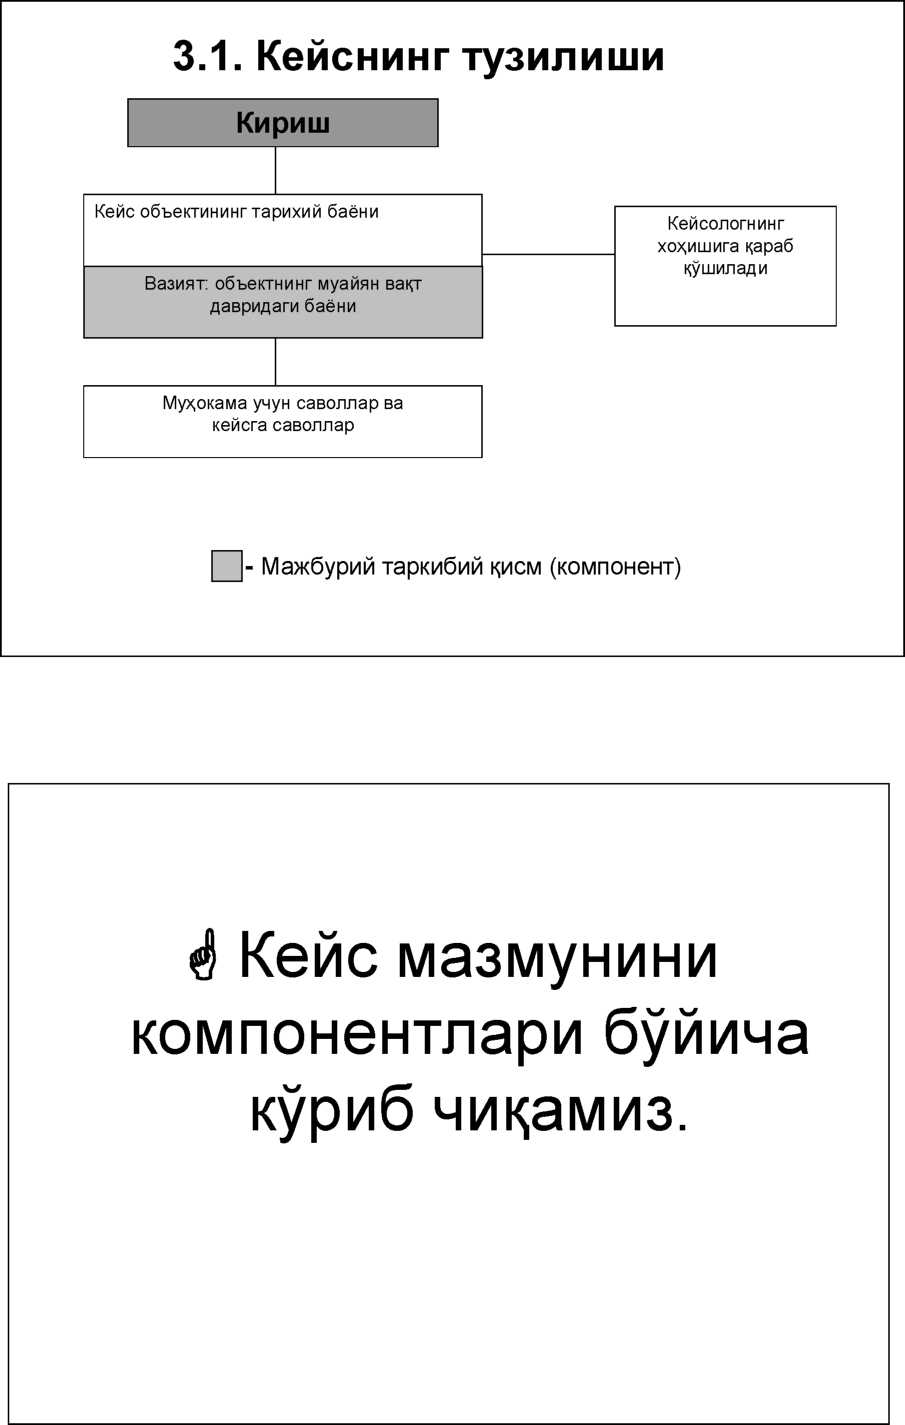 3.1. Кейснинг тузилиши
Кириш
Кейс объектининг тарихий баёни
Вазият: объектнинг муайян вақт
давридаги баёни
Кейсологнинг
хоҳишига қараб
қўшилади
Муҳокама учун саволлар ва
кейсга саволлар
- Мажбурий таркибий қисм (компонент)
☝ Кейс мазмунини
компонентлари бўйича
кўриб чиқамиз.